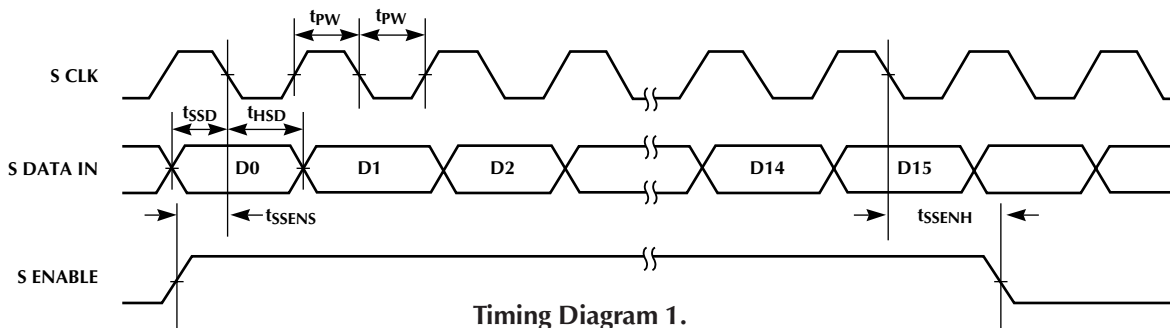 tPW tPW
S CLK
tSSD tHSD
S DATA IN D0 D1 D2 D14 D15
tSSENS tSSENH
S ENABLE
Timing Diagram 1.